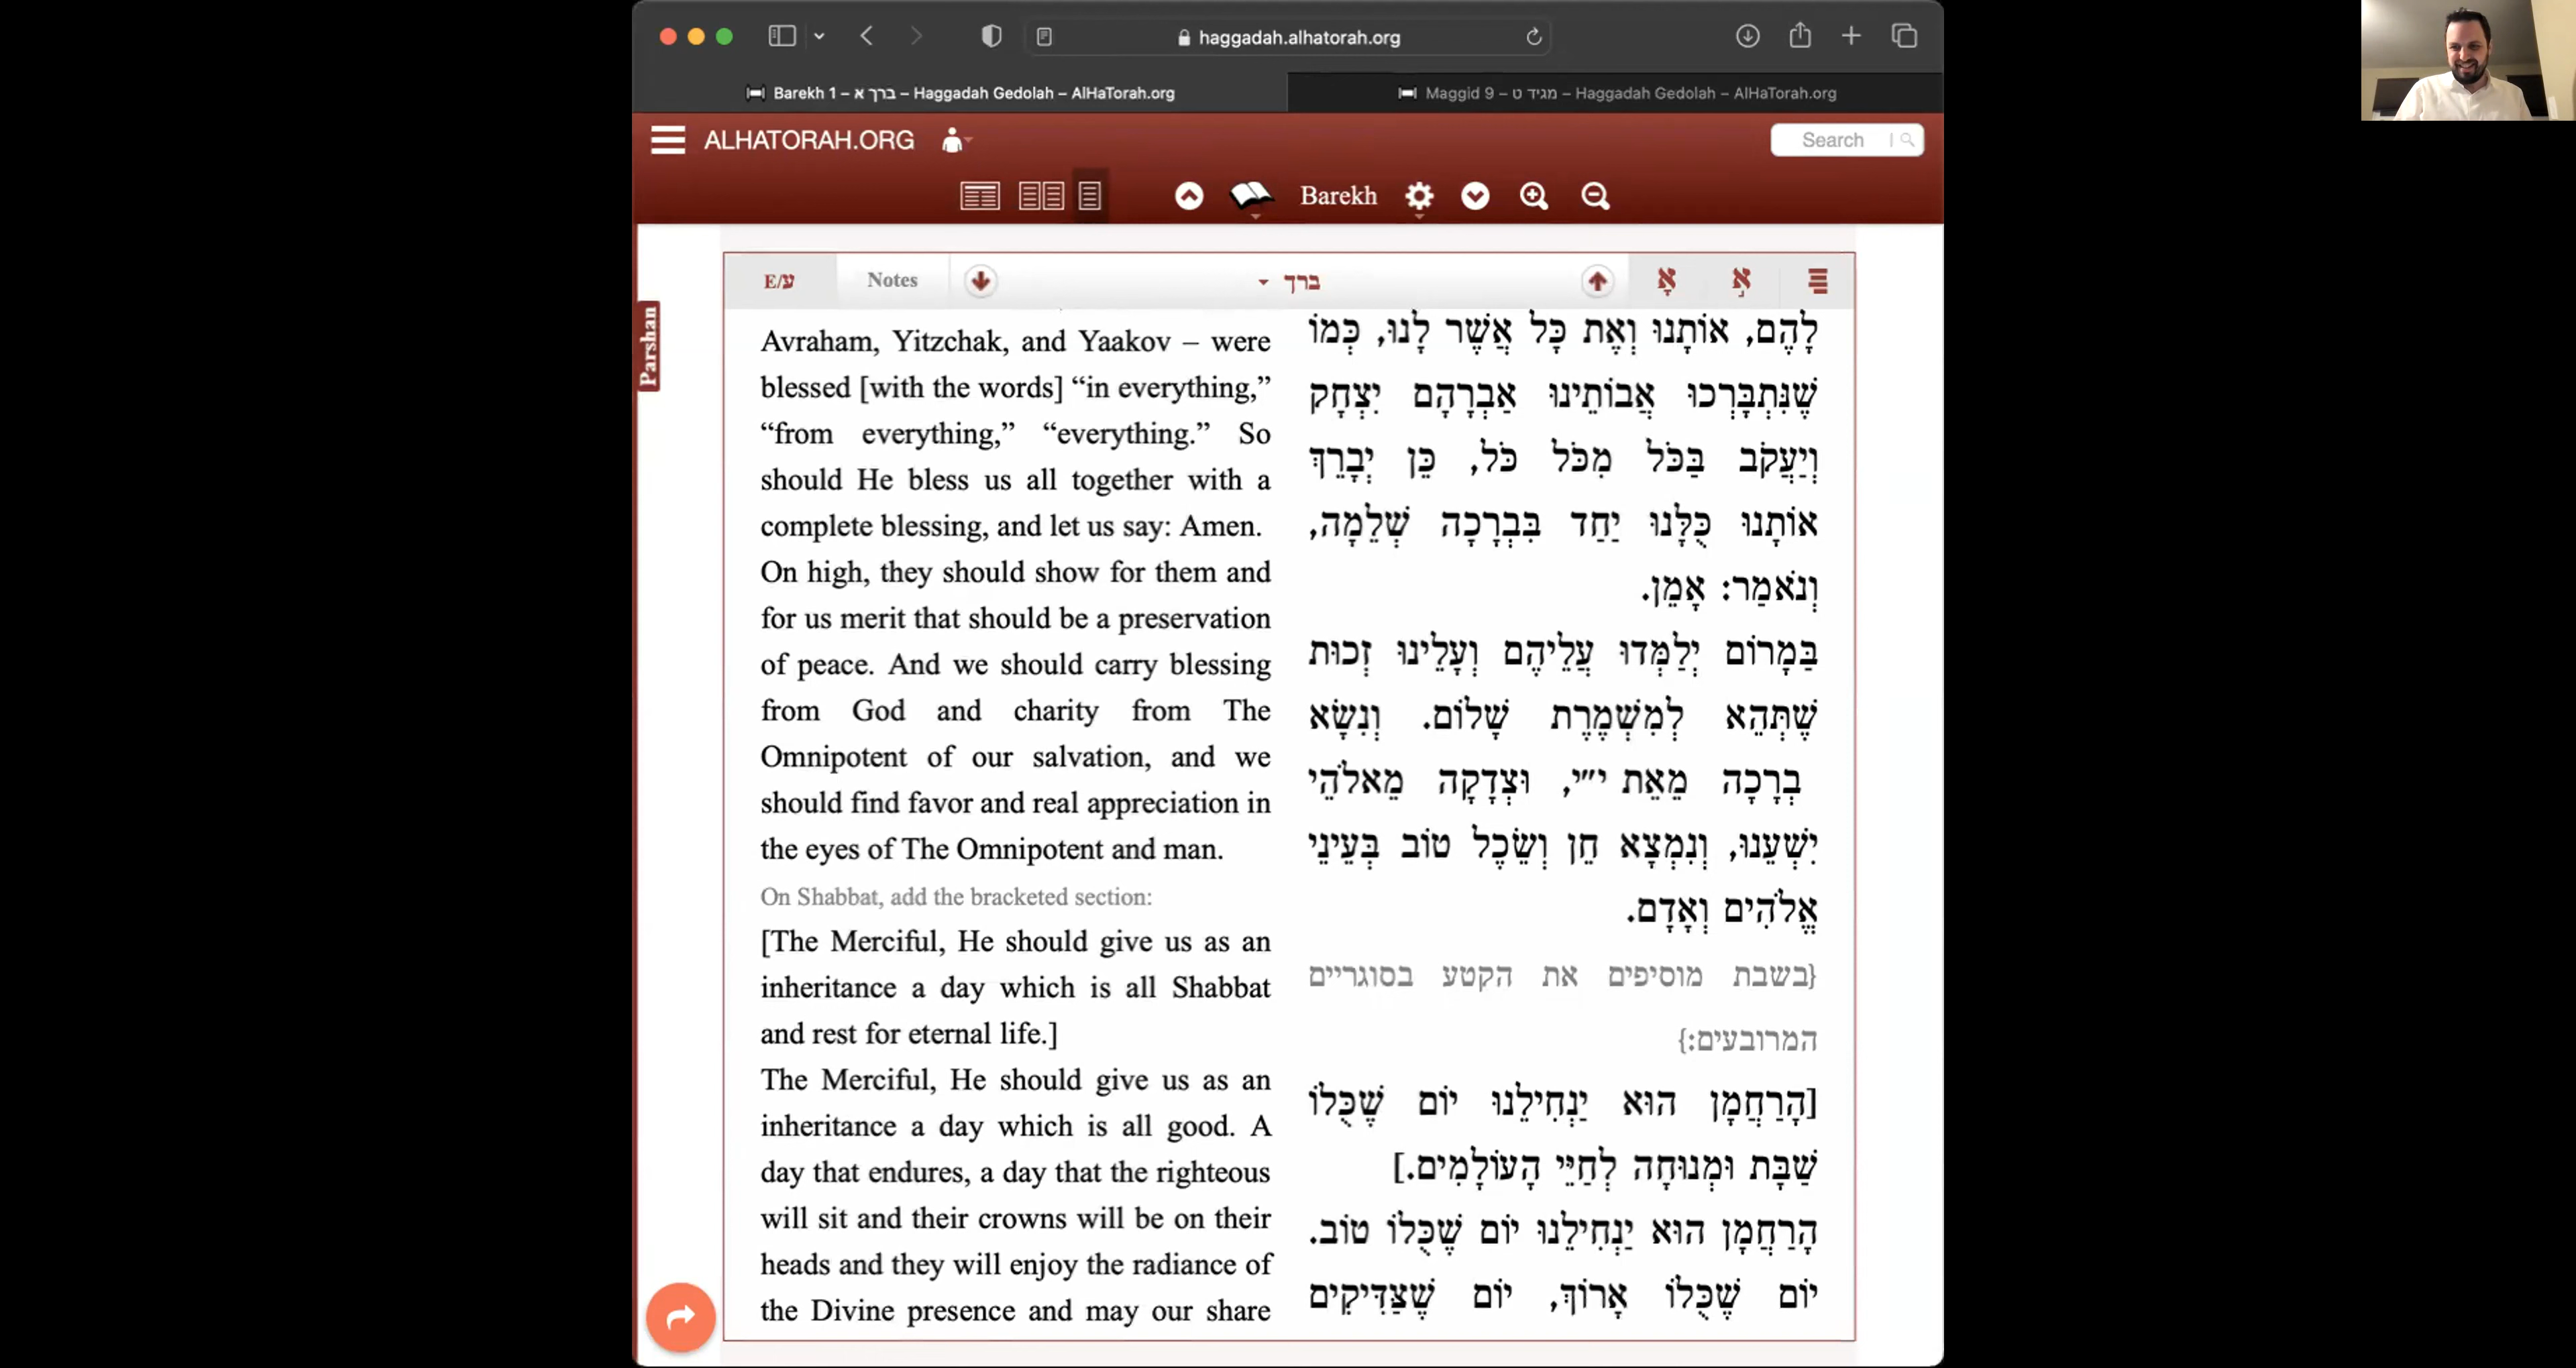 haggadah.alhatorah.org
Barekh 1 – ברך א – Haggadah Gedolah – AlHaTorah.org
Maggid 9 – מגיד ט – Haggadah Gedolah – AlHaTorah.org
ALHATORAH.ORG
Search
Barekh
Parshan
E/ע
Notes
ברך
אָ
אָ֑
Avraham, Yitzchak, and Yaakov – were
blessed [with the words] “in everything,”
“from everything,” “everything.” So
should He bless us all together with a
complete blessing, and let us say: Amen.
On high, they should show for them and
for us merit that should be a preservation
of peace. And we should carry blessing
from God and charity from The
Omnipotent of our salvation, and we
should find favor and real appreciation in
the eyes of The Omnipotent and man.
On Shabbat, add the bracketed section:
[The Merciful, He should give us as an
inheritance a day which is all Shabbat
and rest for eternal life.]
The Merciful, He should give us as an
inheritance a day which is all good. A
day that endures, a day that the righteous
will sit and their crowns will be on their
heads and they will enjoy the radiance of
the Divine presence and may our share
לָהֶם, אוֹתָנוּ וְאֶת כָּל אֲשֶׁר לָנוּ, כְּמוֹ
שֶׁנִּתְבָּרְכוּ אֲבוֹתֵינוּ אַבְרָהָם יִצְחָק
וְיַעֲקֹב בַּכֹּל מִכֹּל כֹּל, כֵּן יְבָרֵךְ
אוֹתָנוּ כֻּלָּנוּ יַחַד בִּבְרָכָה שְׁלֵמָה,
וְנֹאמַר: אָמֵן.
בַּמָּרוֹם יְלַמְּדוּ עֲלֵיהֶם וְעָלֵינוּ זְכוּת
שֶׁתְּהֵא לְמִשְׁמֶרֶת שָׁלוֹם. וְנִשָּׂא
בְרָכָה מֵאֵת י״י, וּצְדָקָה מֵאלֹהֵי
יִשְׁעֵנוּ, וְנִמְצָא חֵן וְשֵׂכֶל טוֹב בְּעֵינֵי
אֱלֹהִים וְאָדָם.
{בשבת מוסיפים את הקטע בסוגריים
המרובעים:}
[הָרַחֲמָן הוּא יַנְחִילֵנוּ יוֹם שֶׁכֻּלוֹ
שַׁבָּת וּמְנוּחָה לְחַיֵּי הָעוֹלָמִים.]
הָרַחֲמָן הוּא יַנְחִילֵנוּ יוֹם שֶׁכֻּלוֹ טוֹב.
יוֹם שֶׁכֻּלוֹ אָרוֹךְ, יוֹם שֶׁצַּדִּיקִים